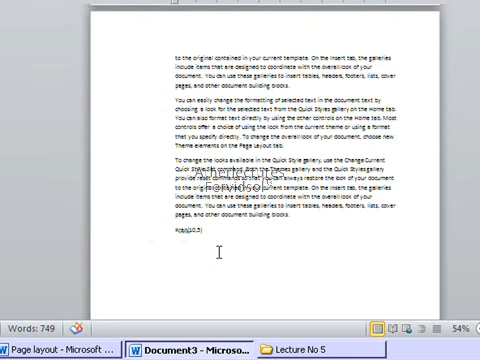 to the original contained in your current template. On the Insert tab, the galleries
include items that are designed to coordinate with the overall look of your
document. You can use these galleries to insert tables, headers, footers, lists, cover
pages, and other document building blocks.
You can easily change the formatting of selected text in the document text by
choosing a look for the selected text from the Quick Styles gallery on the Home tab.
You can also format text directly by using the other controls on the Home tab. Most
controls offer a choice of using the look from the current theme or using a format
that you specify directly. To change the overall look of your document, choose new
Theme elements on the Page Layout tab.
To change the looks available in the Quick Style gallery, use the Change Current
Quick Style Set command. Both the Themes gallery and the Quick Styles gallery
provide reset commands that you can always restore the look of your document
to the original contained in your current template. On the Insert tab, the galleries
include items that are designed to coordinate with the overall look of your
document. You can use these galleries to insert tables, headers, footers, lists, cover
pages, and other document building blocks.
Words: 749
54%
Page layout - Microsoft ...
Document3 - Microso...
Lecture No 5